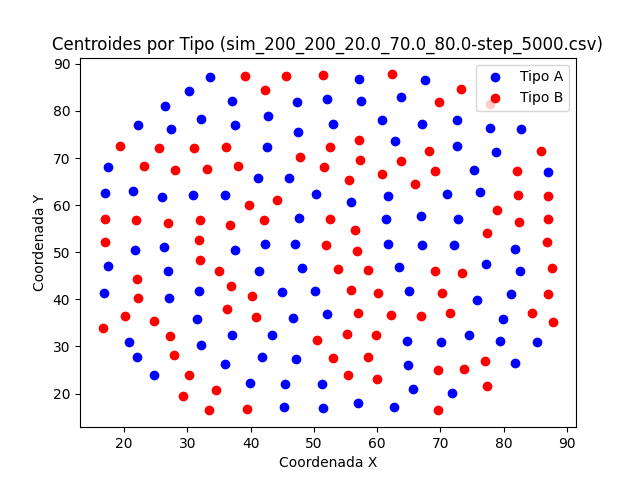 Centroides por Tipo (sim_200_200_20.0_70.0_80.0-step_5000.csv)
Tipo A
Tipo B
90
80
70
60
50
40
30
20
Coordenada Y
20 30 40 50 60 70 80 90
Coordenada X